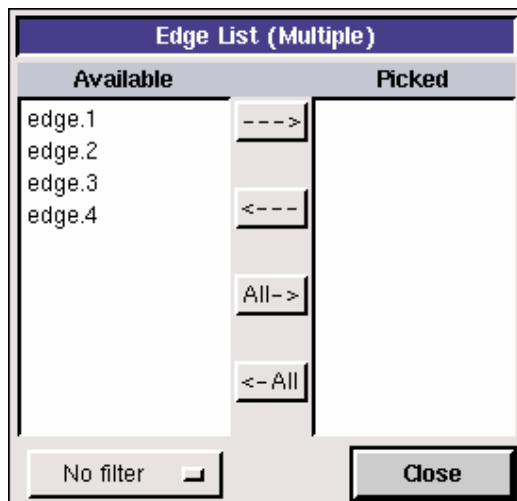 Edge List (Multiple)
Available Picked
edge.1
edge.2
edge.3
edge.4
--->
<---
All->
<-All
No filter Close